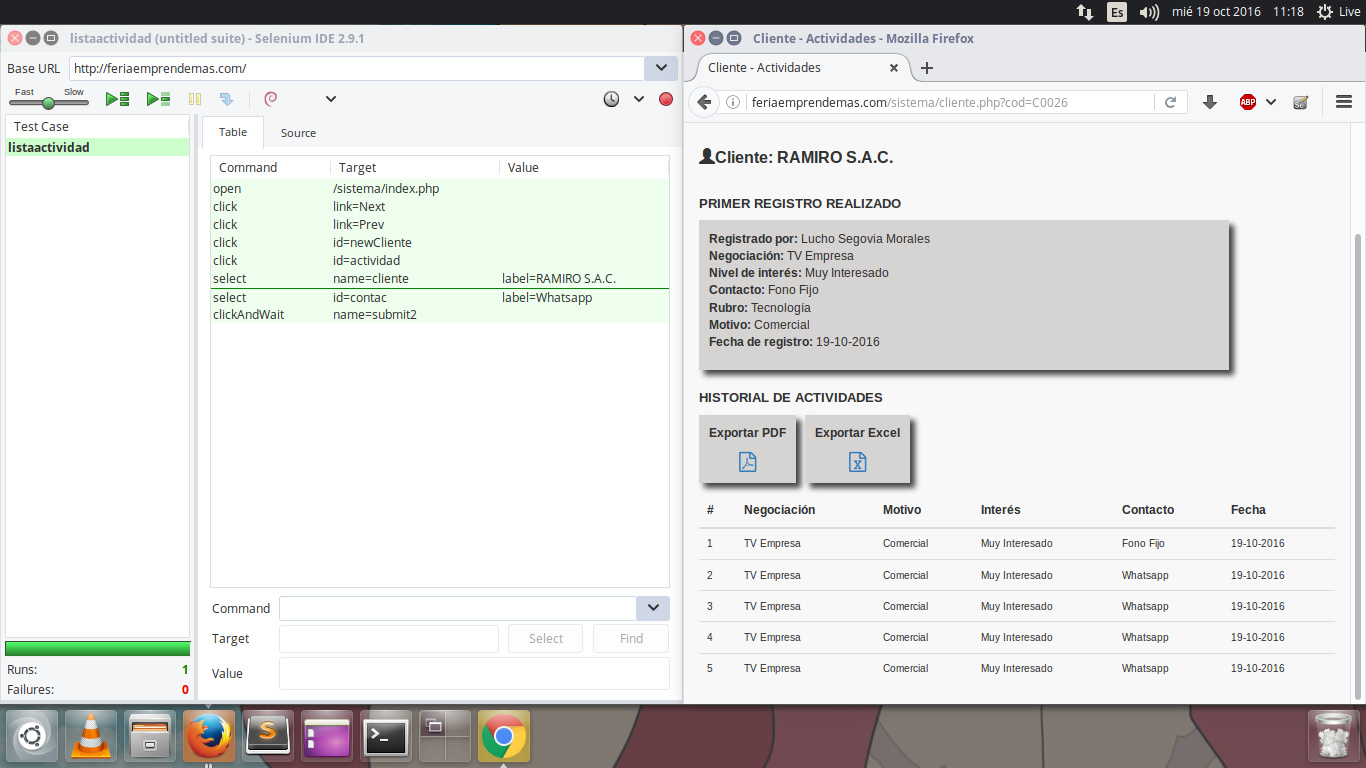 Es mié 19 oct 2016 11:18 Live
listaactividad (untitled suite) - Selenium IDE 2.9.1
Base URL http://feriaemprendemas.com/
Fast Slow
Test Case
listaactividad
Runs: 1
Failures: 0
Table Source
Command Target Value
open /sistema/index.php
click link=Next
click link=Prev
click id=newCliente
click id=actividad
select name=cliente label=RAMIRO S.A.C.
select id=contac label=Whatsapp
clickAndWait name=submit2
Command
Target Select Find
Value
Cliente - Actividades - Mozilla Firefox
Cliente - Actividades
feriaemprendemas.com/sistema/cliente.php?cod=C0026
ABP
Cliente: RAMIRO S.A.C.
PRIMER REGISTRO REALIZADO
Registrado por: Lucho Segovia Morales
Negociación: TV Empresa
Nivel de interés: Muy Interesado
Contacto: Fono Fijo
Rubro: Tecnología
Motivo: Comercial
Fecha de registro: 19-10-2016
HISTORIAL DE ACTIVIDADES
Exportar PDF Exportar Excel
# Negociación Motivo Interés Contacto Fecha
1 TV Empresa Comercial Muy Interesado Fono Fijo 19-10-2016
2 TV Empresa Comercial Muy Interesado Whatsapp 19-10-2016
3 TV Empresa Comercial Muy Interesado Whatsapp 19-10-2016
4 TV Empresa Comercial Muy Interesado Whatsapp 19-10-2016
5 TV Empresa Comercial Muy Interesado Whatsapp 19-10-2016